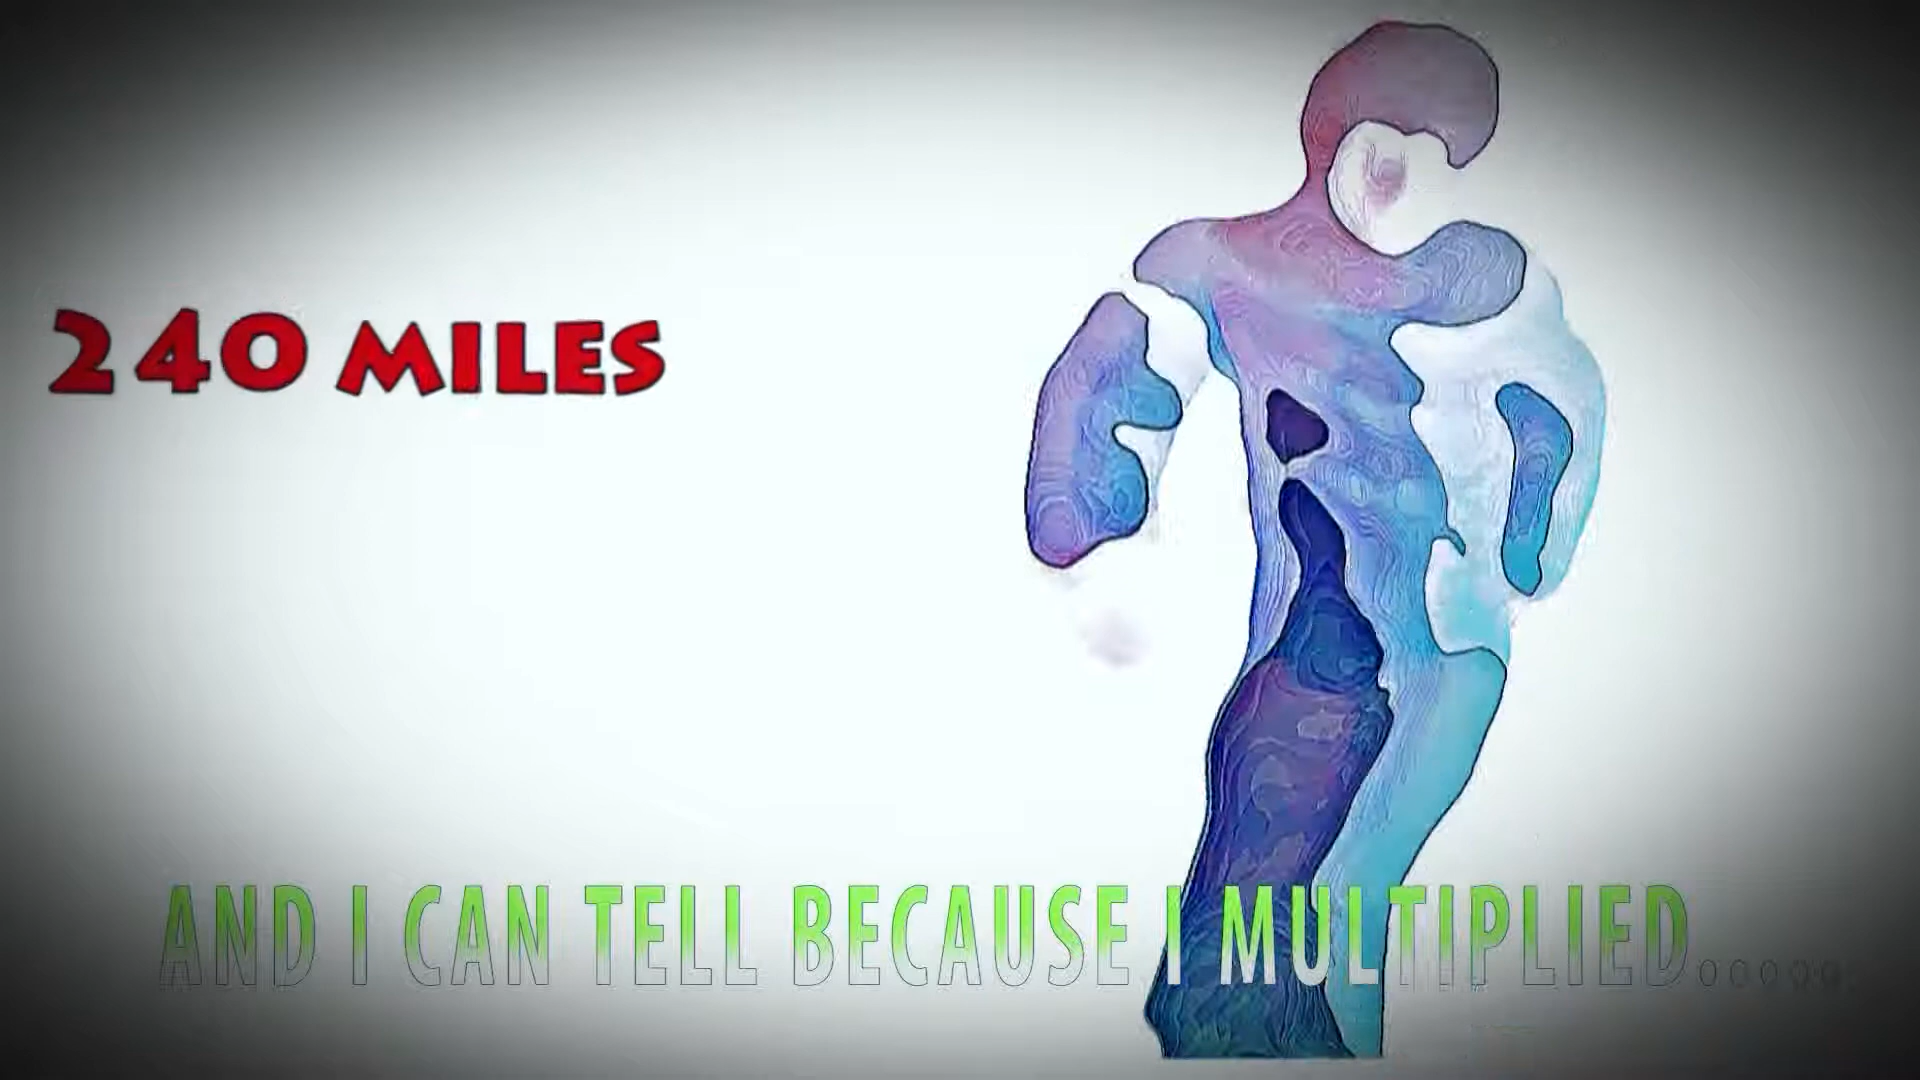 240 MILES
AND I CAN TELL BECAUSE I MULTIPLIED......